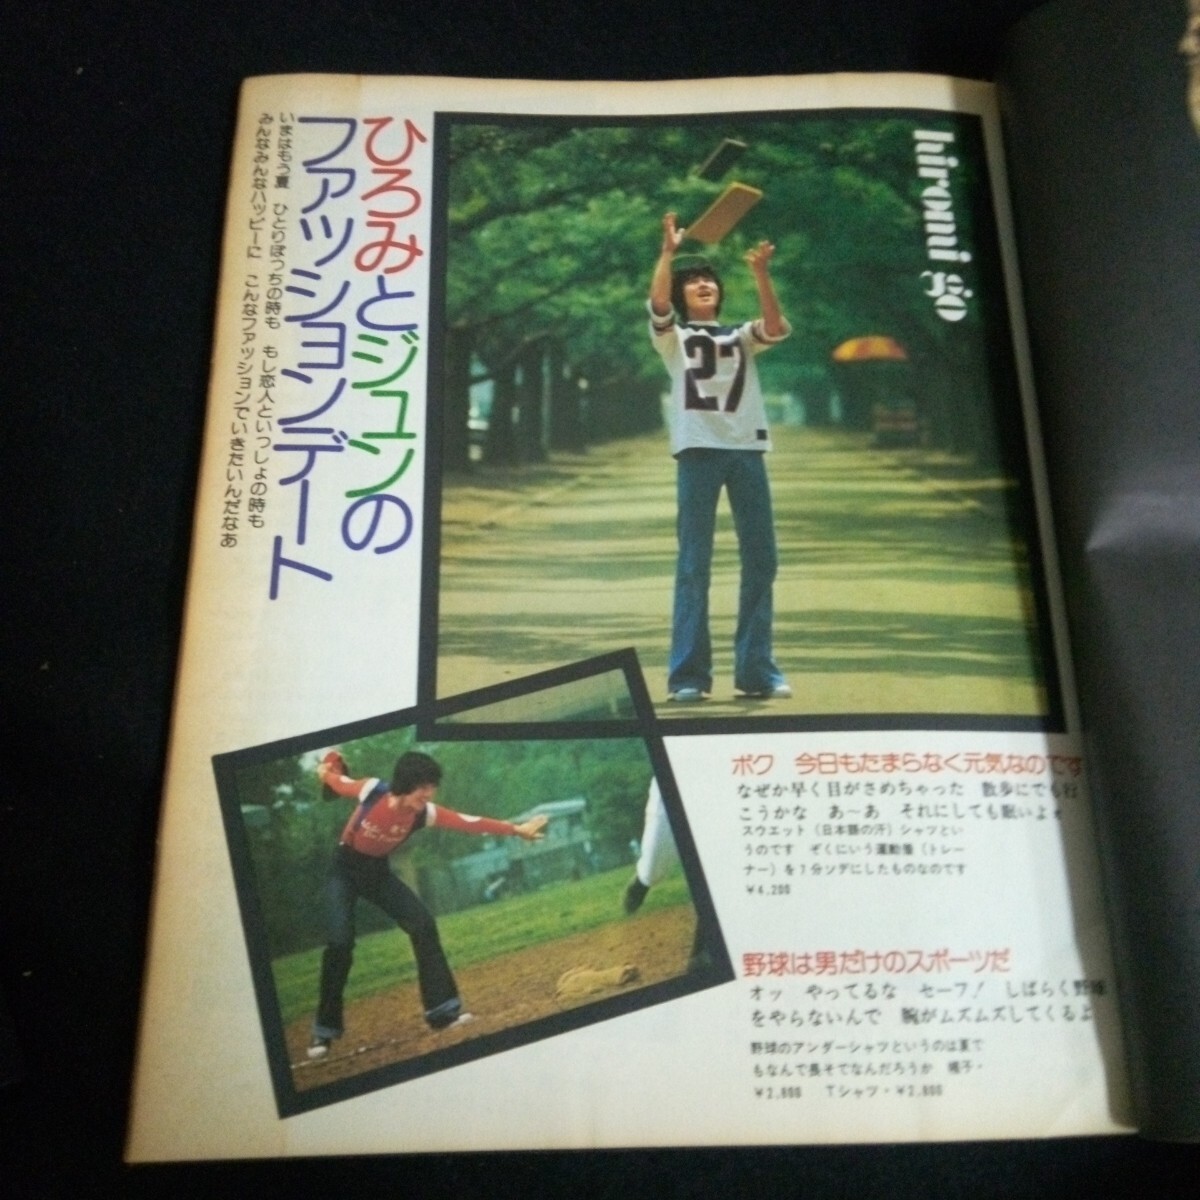 ひろみとジュンの
ファッションデート
いまはもう夏　ひとりぼっちの時も　もし恋人といっしょの時も
みんなみんなハッピーに　こんなファッションでいきたいんだなあ
hiromi gō
27
ボク　今日もたまらなく元気なのです
なぜか早く目がさめちゃった　散歩にでも行
こうかな　あ〜あ　それにしても眠いよォ
スウェット（日本語の汗）シャツとい
うのです　ぞくにいう運動着（トレー
ナー）を7分ソデにしたものなのです
¥4,200
野球は男だけのスポーツだ
オッ　やってるな　セーフ！　しばらく野球
をやらないんで　腕がムズムズしてくるよ
野球のアンダーシャツというのは夏で
もなんで長そでなんだろうか　帽子・
¥2,800　Tシャツ・¥2,800